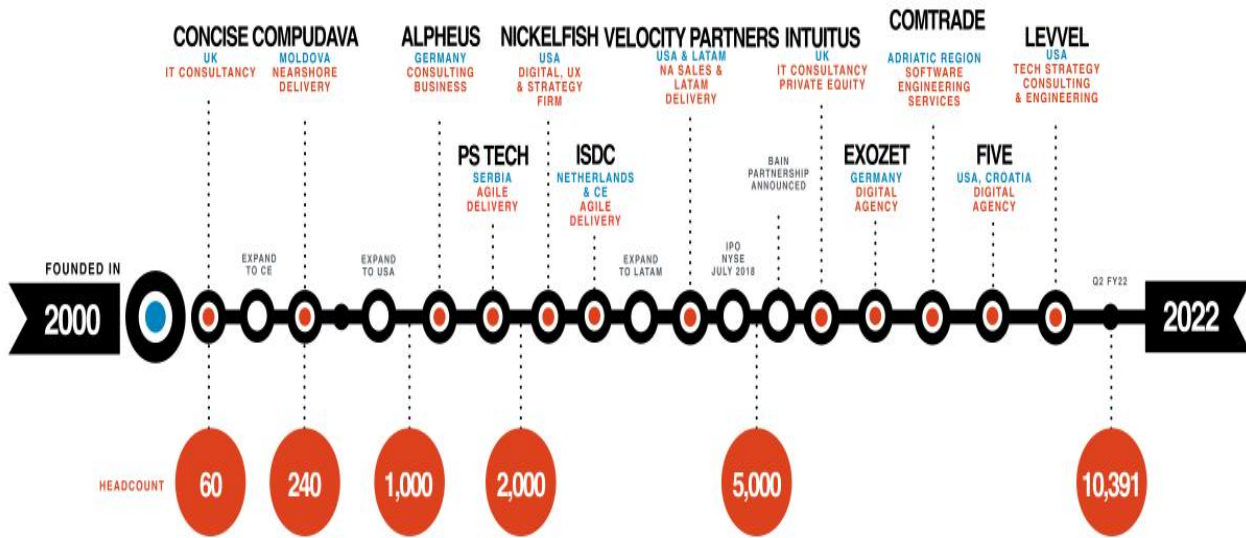 CONCISE
UK
IT CONSULTANCY
COMPUDAVA
MOLDOVA
NEARSHORE
DELIVERY
ALPHEUS
GERMANY
CONSULTING
BUSINESS
NICKELFISH
USA
DIGITAL, UX
& STRATEGY
FIRM
VELOCITY PARTNERS
USA & LATAM
NA SALES &
LATAM
DELIVERY
INTUITUS
UK
IT CONSULTANCY
PRIVATE EQUITY
COMTRADE
ADRIATIC REGION
SOFTWARE
ENGINEERING
SERVICES
LEVVEL
USA
TECH STRATEGY
CONSULTING
& ENGINEERING
PS TECH
SERBIA
AGILE
DELIVERY
ISDC
NETHERLANDS
& CE
AGILE
DELIVERY
BAIN
PARTNERSHIP
ANNOUNCED
EXOZET
GERMANY
DIGITAL
AGENCY
FIVE
USA, CROATIA
DIGITAL
AGENCY
FOUNDED IN
2000
EXPAND
TO CE
EXPAND
TO USA
EXPAND
TO LATAM
IPO
NYSE
JULY 2018
Q2 FY22
2022
HEADCOUNT
60
240
1,000
2,000
5,000
10,391